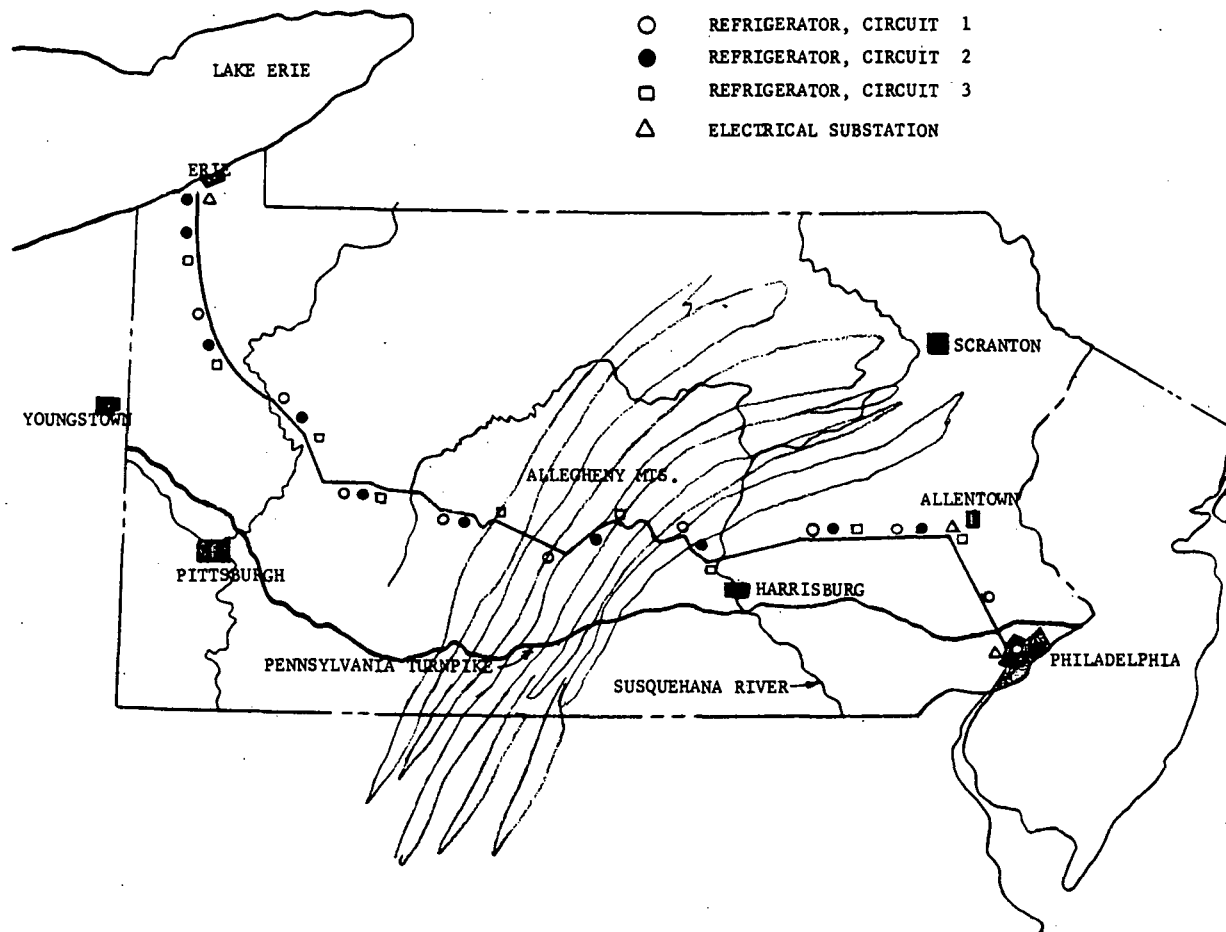 REFRIGERATOR, CIRCUIT 1
REFRIGERATOR, CIRCUIT 2
REFRIGERATOR, CIRCUIT 3
ELECTRICAL SUBSTATION
LAKE ERIE
ERIE
SCRANTON
YOUNGSTOWN
ALLEGHENY MTS.
ALLENTOWN
PITTSBURGH
HARRISBURG
PENNSYLVANIA TURNPIKE
SUSQUEHANA RIVER
PHILADELPHIA